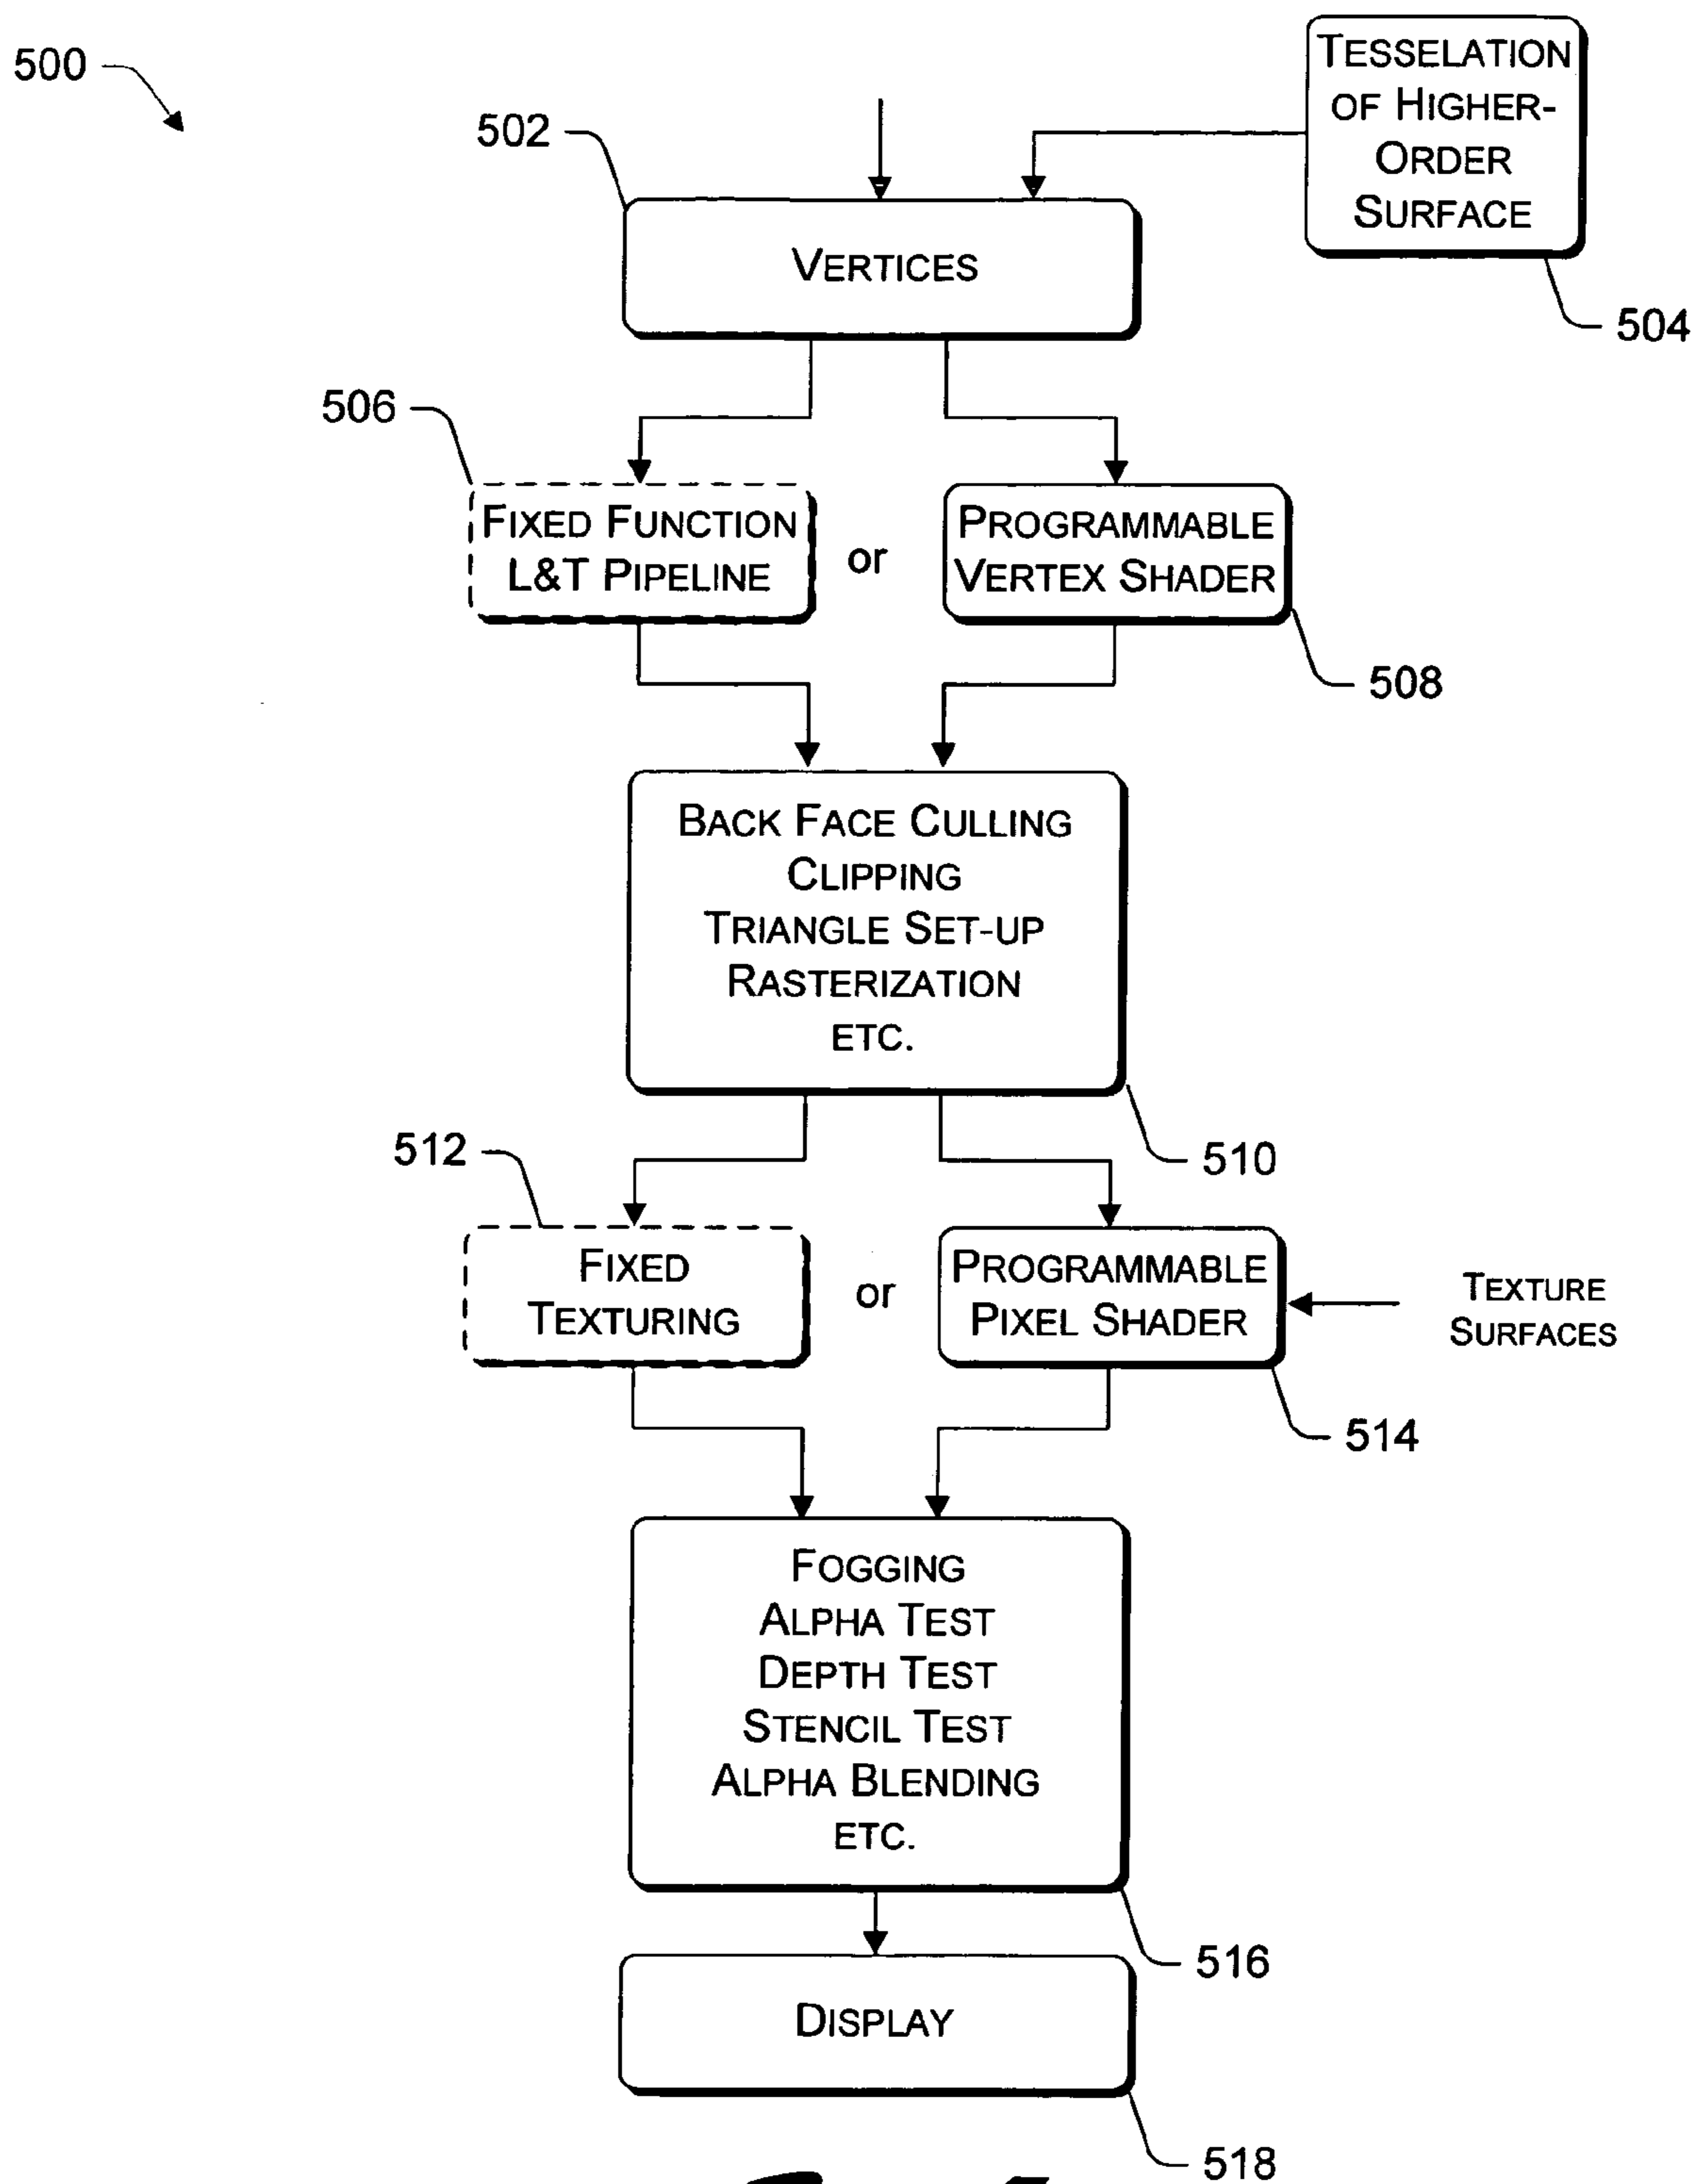 500
TESSELATION
OF HIGHER-
ORDER
SURFACE
502
VERTICES
504
506
FIXED FUNCTION
L&T PIPELINE
or
PROGRAMMABLE
VERTEX SHADER
508
BACK FACE CULLING
CLIPPING
TRIANGLE SET-UP
RASTERIZATION
ETC.
510
512
FIXED
TEXTURING
or
PROGRAMMABLE
PIXEL SHADER
TEXTURE
SURFACES
514
FOGGING
ALPHA TEST
DEPTH TEST
STENCIL TEST
ALPHA BLENDING
ETC.
516
DISPLAY
518